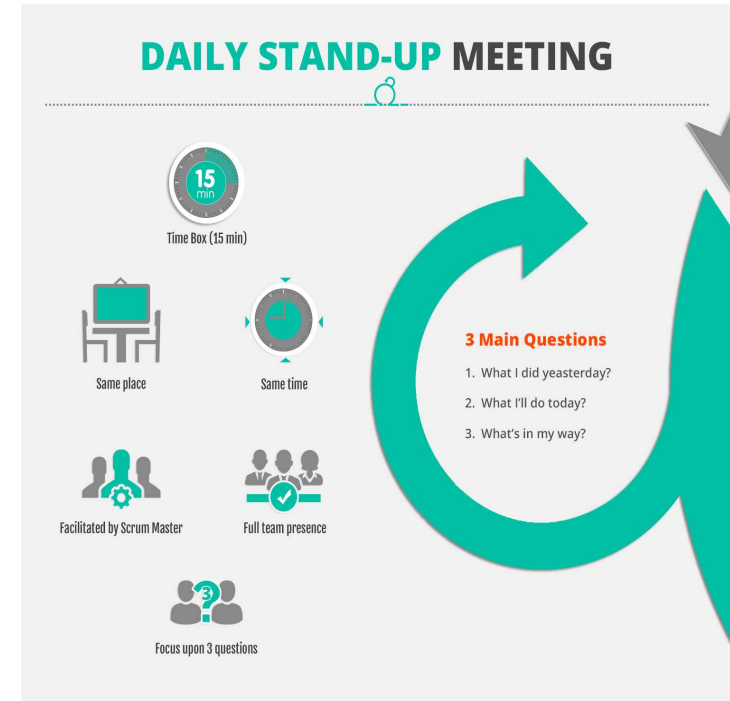 DAILY STAND-UP MEETING
15
min
Time Box (15 min)
Same place
Same time
Facilitated by Scrum Master
Full team presence
3
Focus upon 3 questions
3 Main Questions
1. What I did yeasterday?
2. What I'll do today?
3. What's in my way?